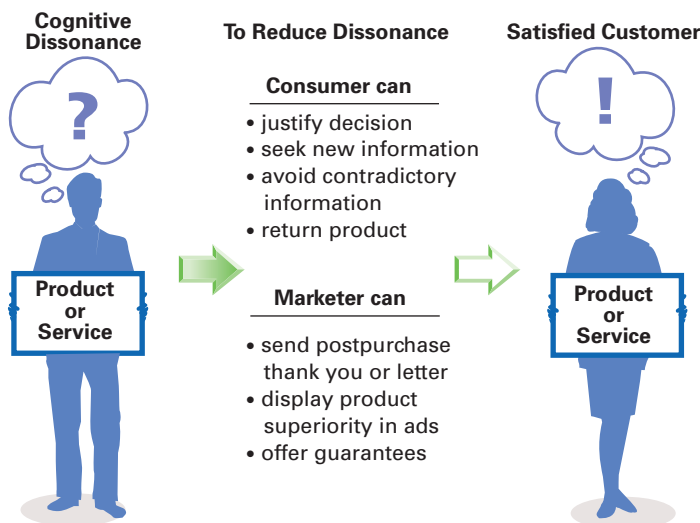 Cognitive
Dissonance
?
Product
or
Service
To Reduce Dissonance
Consumer can
• justify decision
• seek new information
• avoid contradictory
information
• return product
Marketer can
• send postpurchase
thank you or letter
• display product
superiority in ads
• offer guarantees
Satisfied Customer
!
Product
or
Service